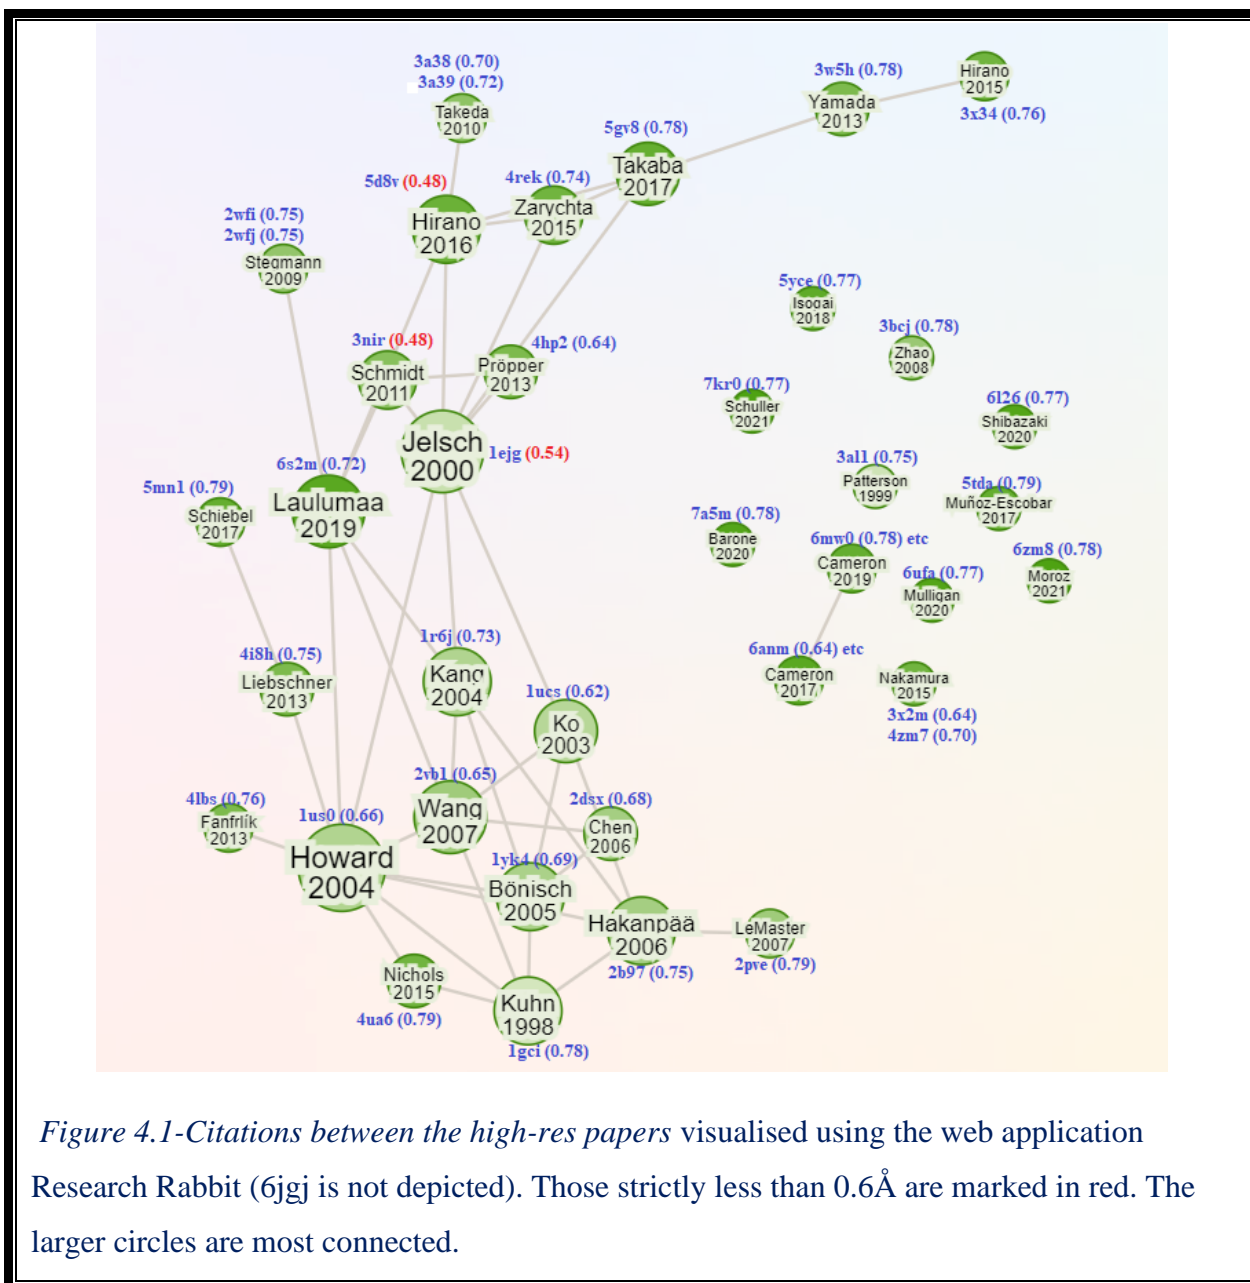 3a38 (0.70)
3a39 (0.72)
Takeda
2010
3w5h (0.78)
Yamada
2013
Hirano
2015
3x34 (0.76)
5gv8 (0.78)
Takaba
2017
4rek (0.74)
Zarychta
2015
5d8v (0.48)
Hirano
2016
2wfi (0.75)
2wfj (0.75)
Stegmann
2009
5yce (0.77)
Isogai
2018
3bcj (0.78)
Zhao
2008
3nir (0.48)
Schmidt
2011
4hp2 (0.64)
Pröpper
2013
7kr0 (0.77)
Schuller
2021
6l26 (0.77)
Shibazaki
2020
Jelsch
2000
1ejg (0.54)
3al1 (0.75)
Patterson
1999
6s2m (0.72)
Laulumaa
2019
5mn1 (0.79)
Schiebel
2017
5tda (0.79)
Muñoz-Escobar
2017
7a5m (0.78)
Barone
2020
6mw0 (0.78) etc
Cameron
2019
6ufa (0.77)
Mulligan
2020
6zm8 (0.78)
Moroz
2021
1r6j (0.73)
Kang
2004
4i8h (0.75)
Liebschner
2013
6anm (0.64) etc
Cameron
2017
Nakamura
2015
3x2m (0.64)
4zm7 (0.70)
1ucs (0.62)
Ko
2003
2vb1 (0.65)
Wang
2007
4lbs (0.76)
Fanfrlík
2013
1us0 (0.66)
Howard
2004
2dsx (0.68)
Chen
2006
1yk4 (0.69)
Bönisch
2005
Hakanpää
2006
2b97 (0.75)
LeMaster
2007
2pve (0.79)
Nichols
2015
4ua6 (0.79)
Kuhn
1998
1gci (0.78)
Figure 4.1-Citations between the high-res papers visualised using the web application
Research Rabbit (6jgj is not depicted). Those strictly less than 0.6Å are marked in red. The
larger circles are most connected.